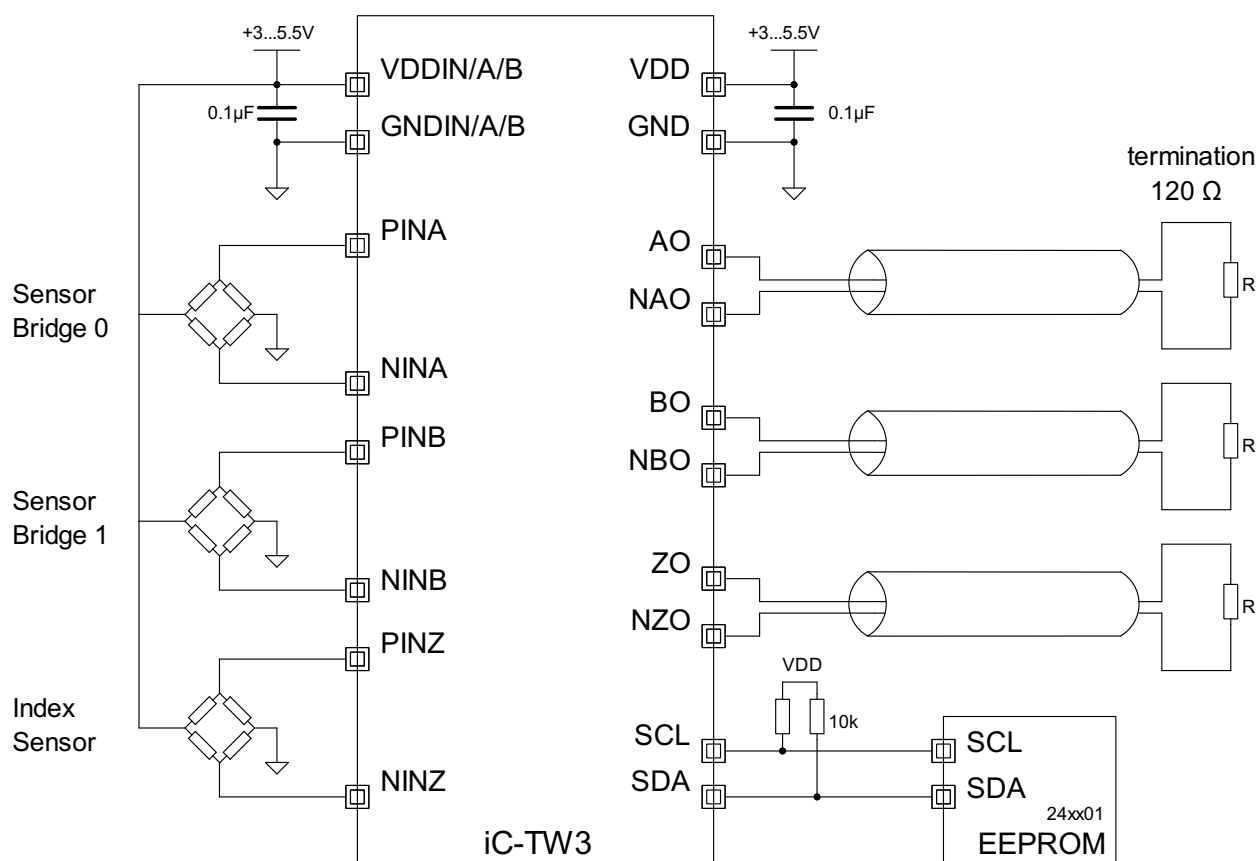 +3...5.5V
VDDIN/A/B
0.1µF
GNDIN/A/B
PINA
Sensor
Bridge 0
NINA
PINB
Sensor
Bridge 1
NINB
PINZ
Index
Sensor
NINZ
iC-TW3
+3...5.5V
VDD
0.1µF
GND
termination
120 Ω
AO
NAO
R
BO
NBO
R
ZO
NZO
R
VDD
10k
SCL
SDA
SCL
SDA
24xx01
EEPROM